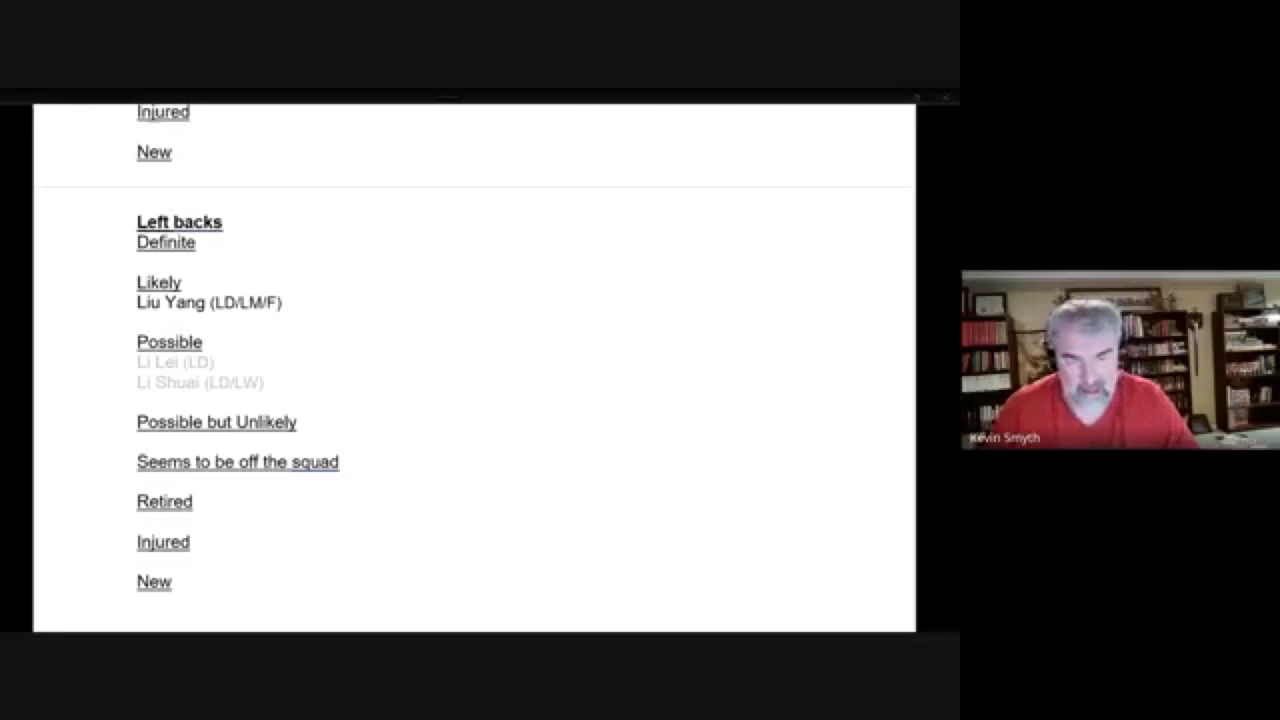 Injured
New
Left backs
Definite
Likely
Liu Yang (LD/LM/F)
Possible
Li Lei (LD)
Li Shuai (LD/LW)
Possible but Unlikely
Seems to be off the squad
Retired
Injured
New
Kevin Smyth